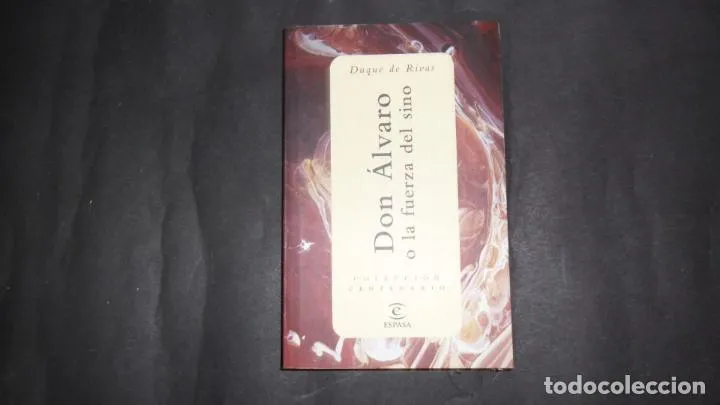 Duque de Rivas
Don Álvaro
o la fuerza del sino
COLECCIÓN
CENTENARIO
e
ESPASA
todocoleccion